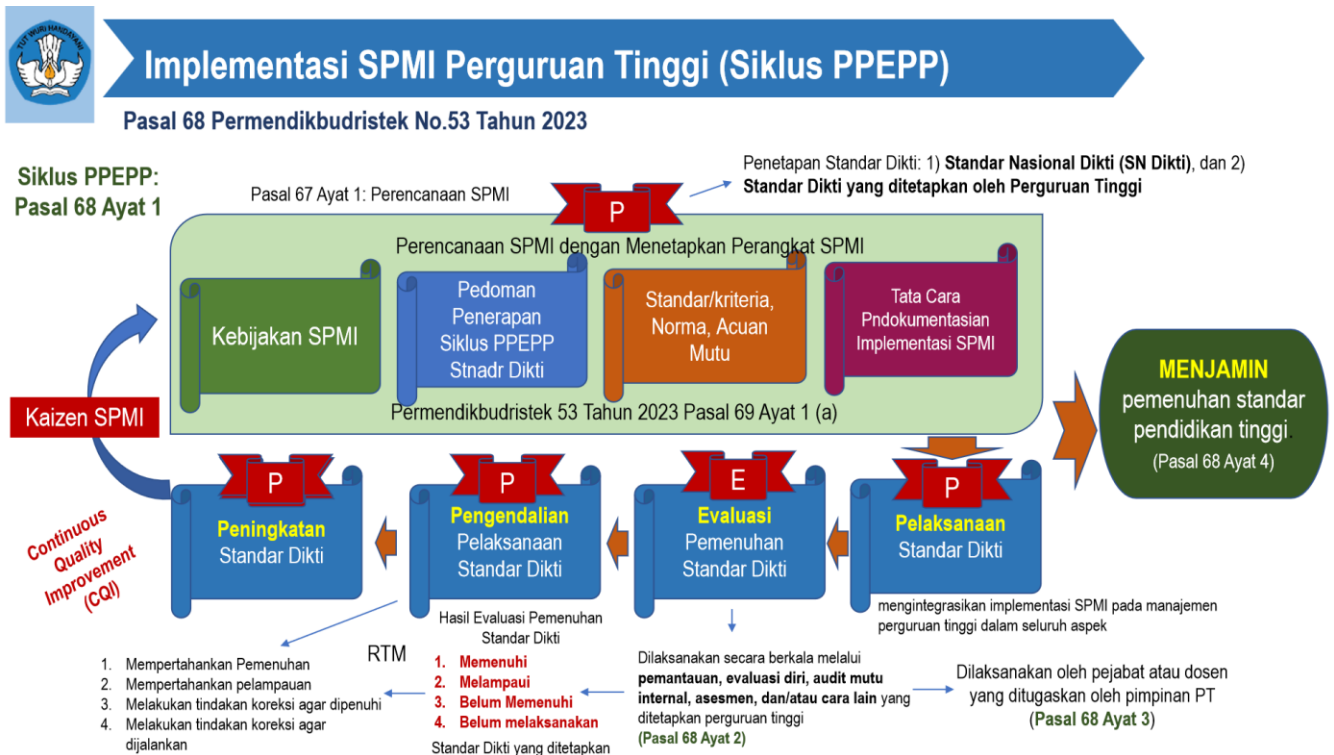 TUT WURI HANDAYANI
Implementasi SPMI Perguruan Tinggi (Siklus PPEPP)
Pasal 68 Permendikbudristek No.53 Tahun 2023
Siklus PPEPP:
Pasal 68 Ayat 1
Pasal 67 Ayat 1: Perencanaan SPMI
P
Penetapan Standar Dikti: 1) Standar Nasional Dikti (SN Dikti), dan 2)
Standar Dikti yang ditetapkan oleh Perguruan Tinggi
Perencanaan SPMI dengan Menetapkan Perangkat SPMI
Kebijakan SPMI
Pedoman
Penerapan
Siklus PPEPP
Stnadr Dikti
Standar/kriteria,
Norma, Acuan
Mutu
Tata Cara
Pndokumentasian
Implementasi SPMI
Permendikbudristek 53 Tahun 2023 Pasal 69 Ayat 1 (a)
MENJAMIN
pemenuhan standar
pendidikan tinggi.
(Pasal 68 Ayat 4)
Kaizen SPMI
Continuous
Quality
Improvement
(CQI)
P
Peningkatan
Standar Dikti
P
Pengendalian
Pelaksanaan
Standar Dikti
E
Evaluasi
Pemenuhan
Standar Dikti
P
Pelaksanaan
Standar Dikti
mengintegrasikan implementasi SPMI pada manajemen
perguruan tinggi dalam seluruh aspek
Hasil Evaluasi Pemenuhan
Standar Dikti
1. Memenuhi
2. Melampaui
3. Belum Memenuhi
4. Belum melaksanakan
Standar Dikti yang ditetapkan
RTM
1. Mempertahankan Pemenuhan
2. Mempertahankan pelampauan
3. Melakukan tindakan koreksi agar dipenuhi
4. Melakukan tindakan koreksi agar
dijalankan
Dilaksanakan secara berkala melalui
pemantauan, evaluasi diri, audit mutu
internal, asesmen, dan/atau cara lain yang
ditetapkan perguruan tinggi
(Pasal 68 Ayat 2)
Dilaksanakan oleh pejabat atau dosen
yang ditugaskan oleh pimpinan PT
(Pasal 68 Ayat 3)